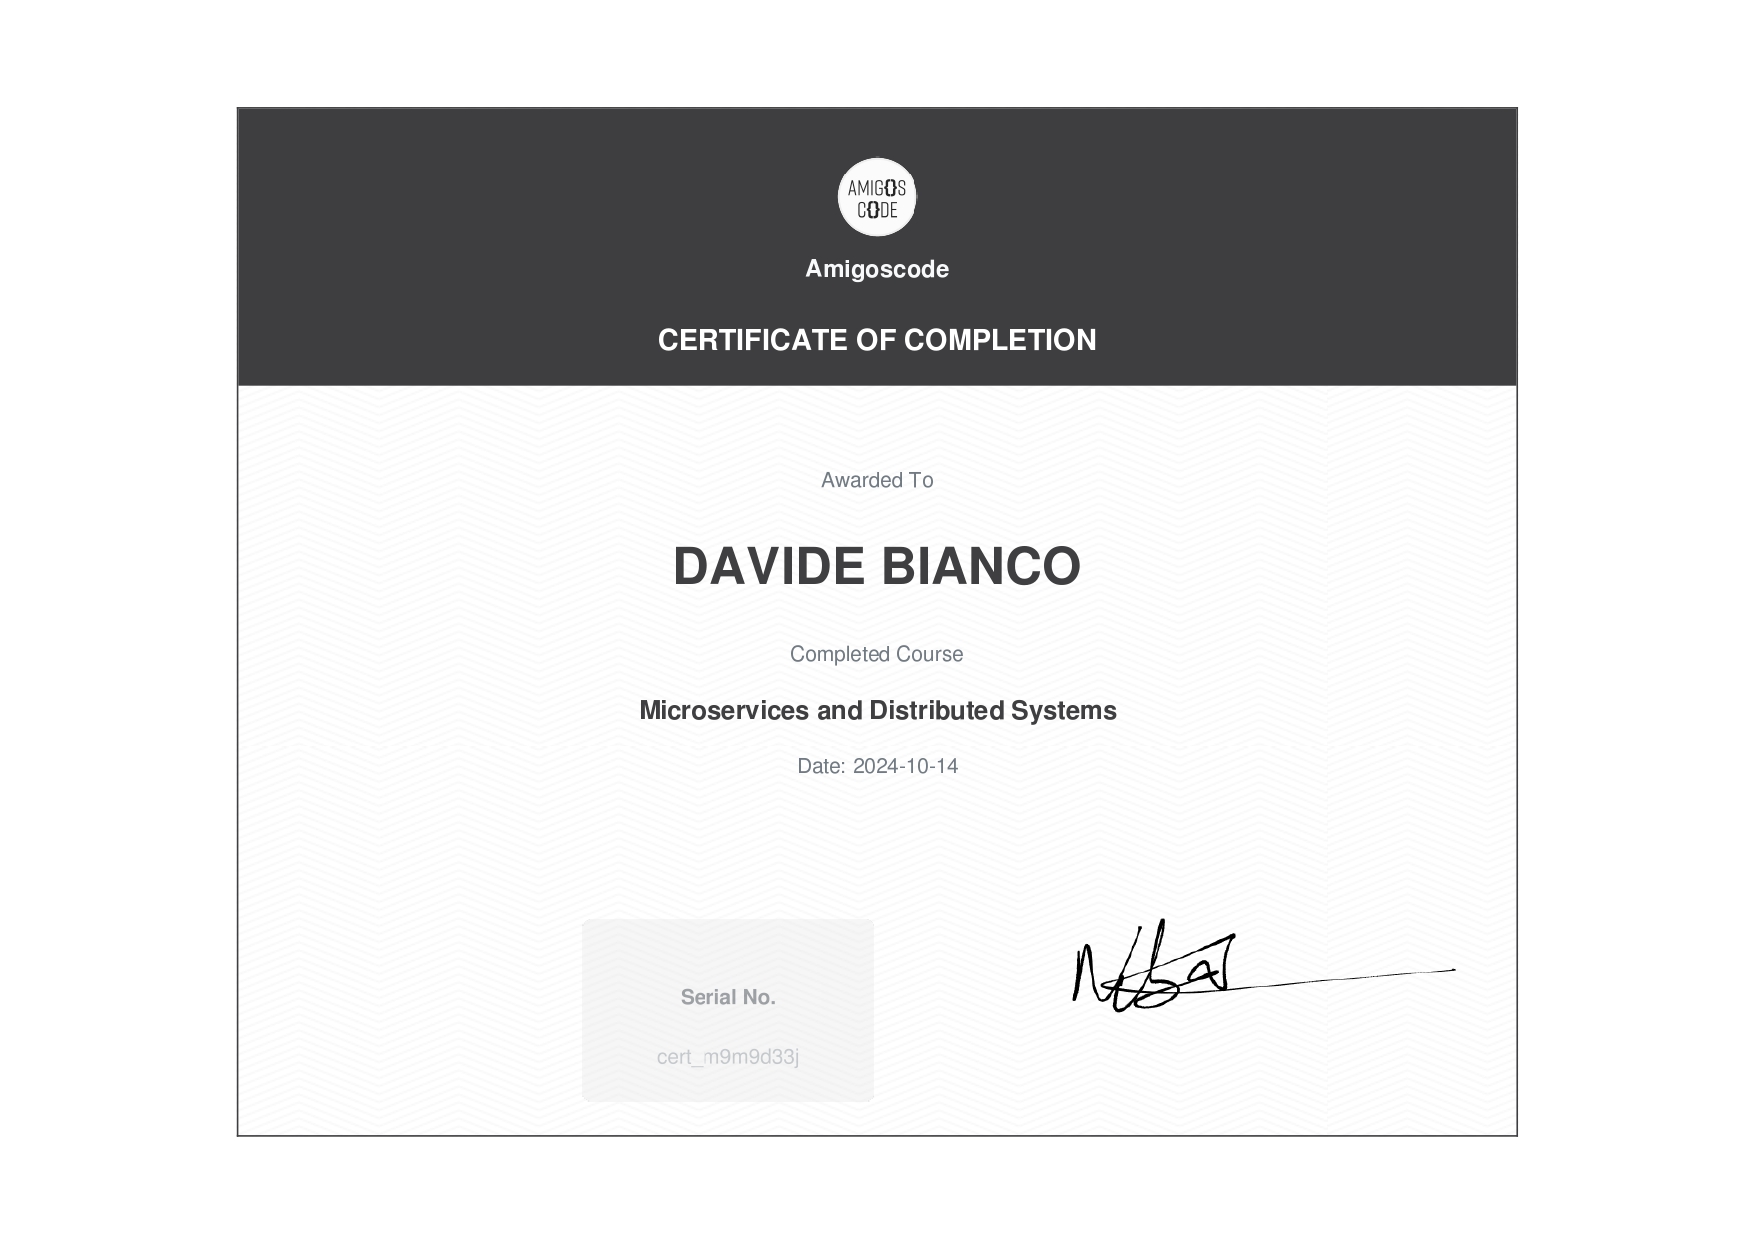 AMIGOS
CODE
Amigoscode
CERTIFICATE OF COMPLETION
Awarded To
DAVIDE BIANCO
Completed Course
Microservices and Distributed Systems
Date: 2024-10-14
Serial No.
cert_m9m9d33j